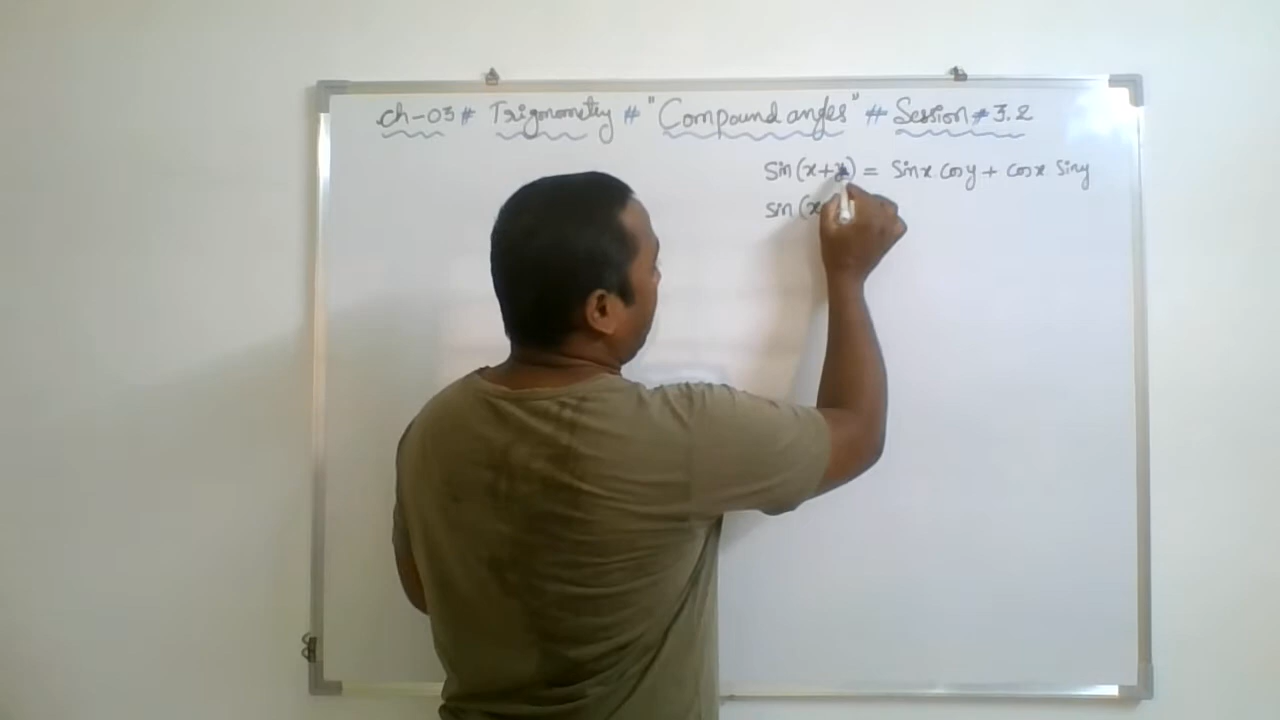 ch-03 # Trigonometry # "Compound angles" # Session # 3.2
Sin (x+y) = Sinx Cosy + Cosx Siny
Sin (x